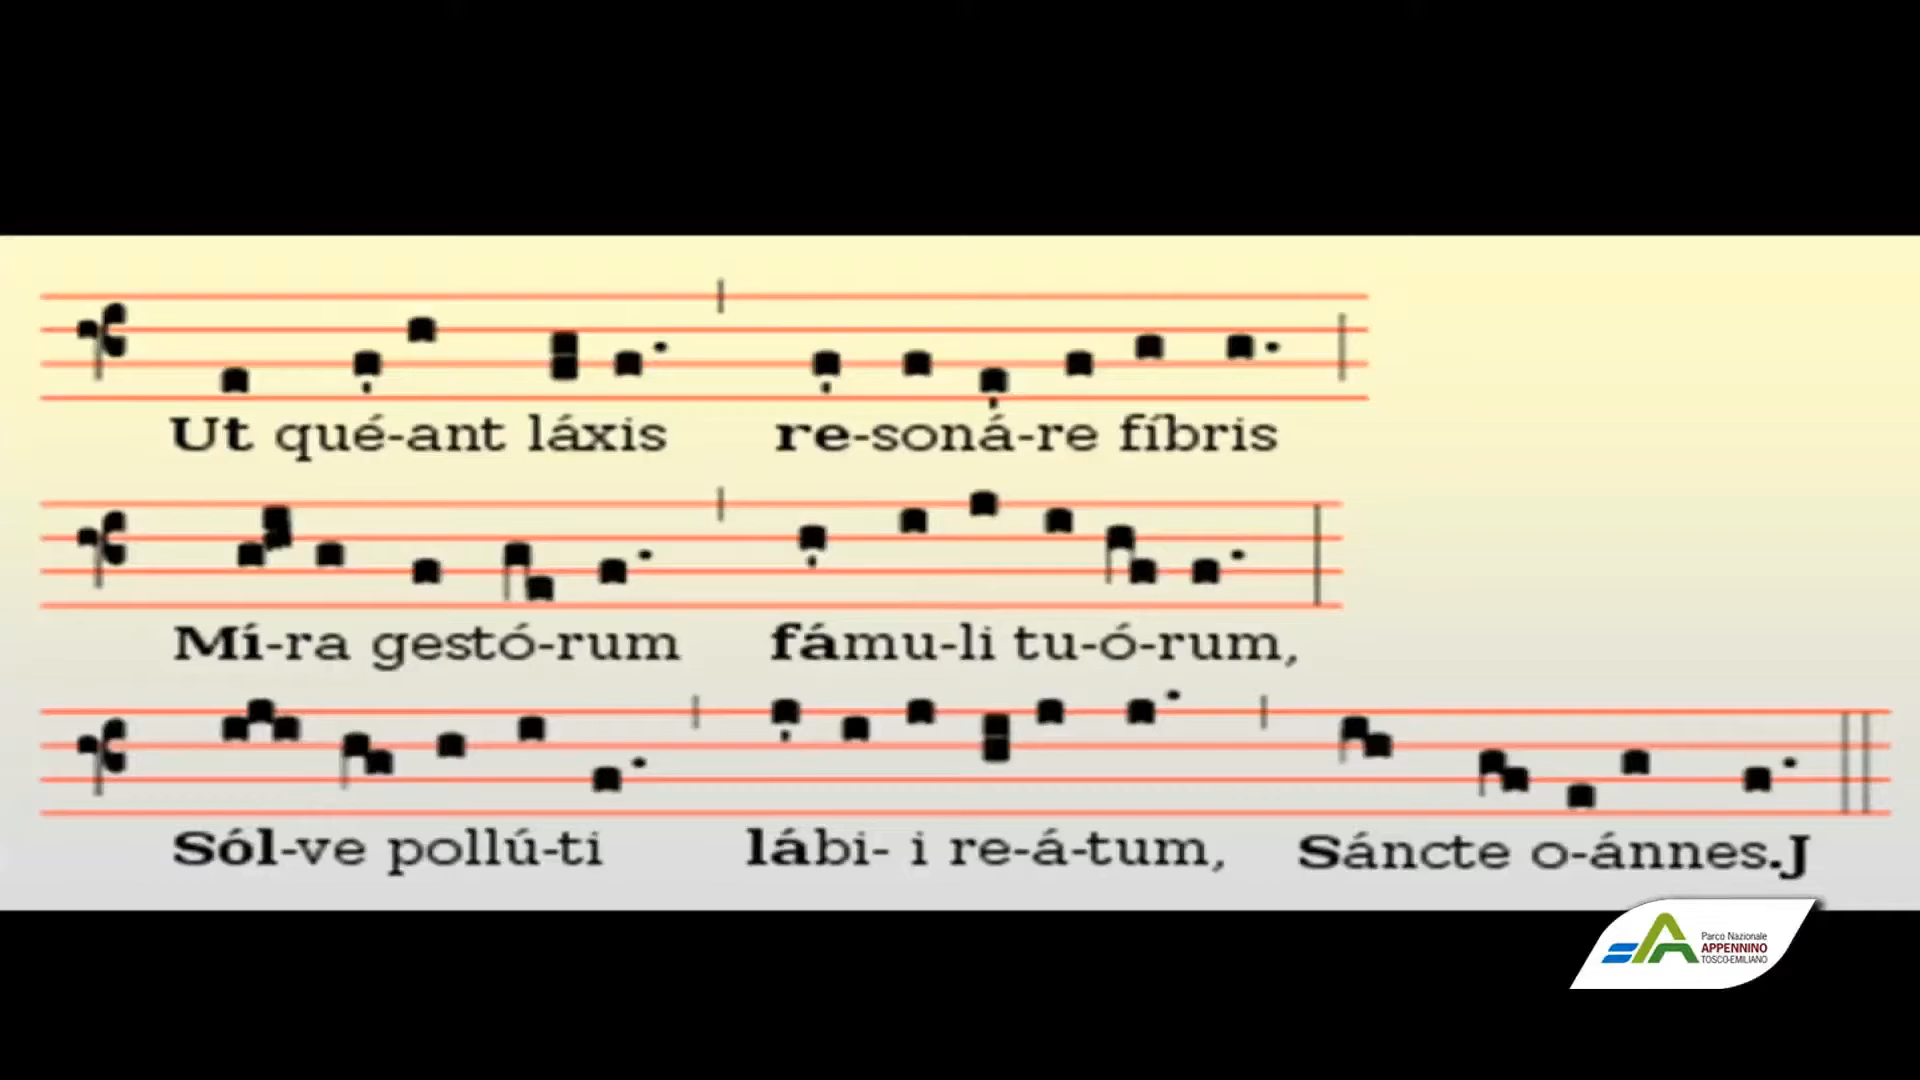 Ut qué-ant láxis re-soná-re fíbris
Mí-ra gestó-rum fámu-li tu-ó-rum,
Sól-ve pollú-ti lábi- i re-á-tum, Sáncte o-ánnes.J
Parco Nazionale
APPENNINO
TOSCO-EMILIANO